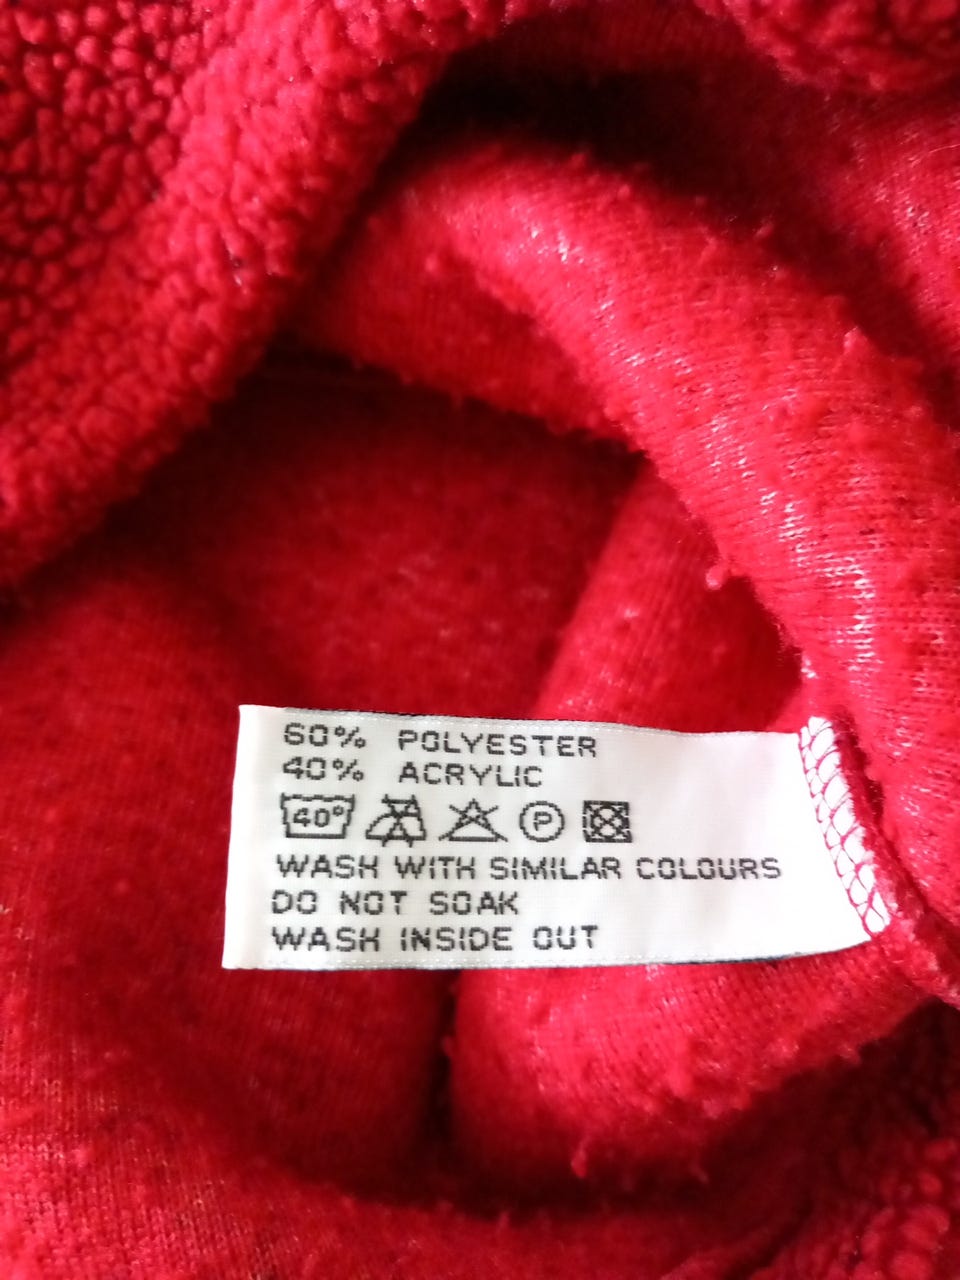 60% POLYESTER
40% ACRYLIC
40° P
WASH WITH SIMILAR COLOURS
DO NOT SOAK
WASH INSIDE OUT